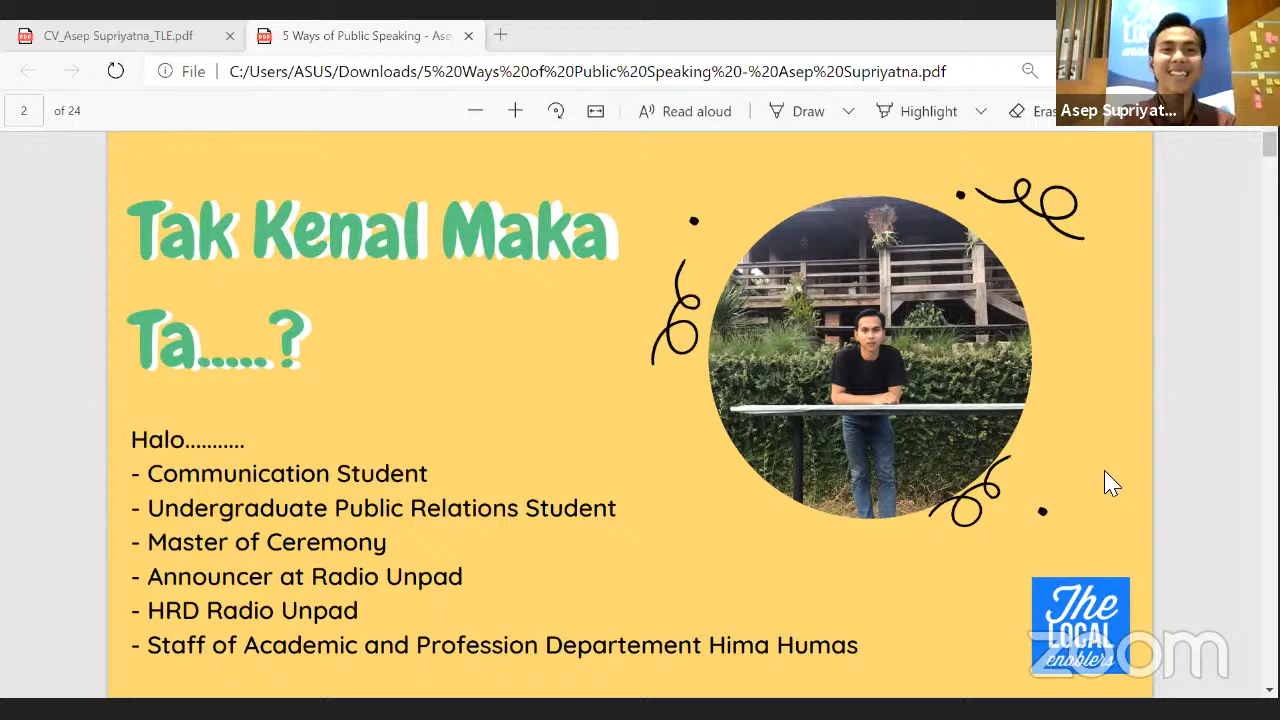 CV_Asep Supriyatna_TLE.pdf
5 Ways of Public Speaking - Ase
File
C:/Users/ASUS/Downloads/5%20Ways%20of%20Public%20Speaking%20-%20Asep%20Supriyatna.pdf
2 of 24
Read aloud
Draw
Highlight
Eras
The LOCAL enablers
Asep Supriyat...
Tak Kenal Maka
Ta.....?
Halo...........
- Communication Student
- Undergraduate Public Relations Student
- Master of Ceremony
- Announcer at Radio Unpad
- HRD Radio Unpad
- Staff of Academic and Profession Departement Hima Humas
The
LOCAL
enablers
zoom